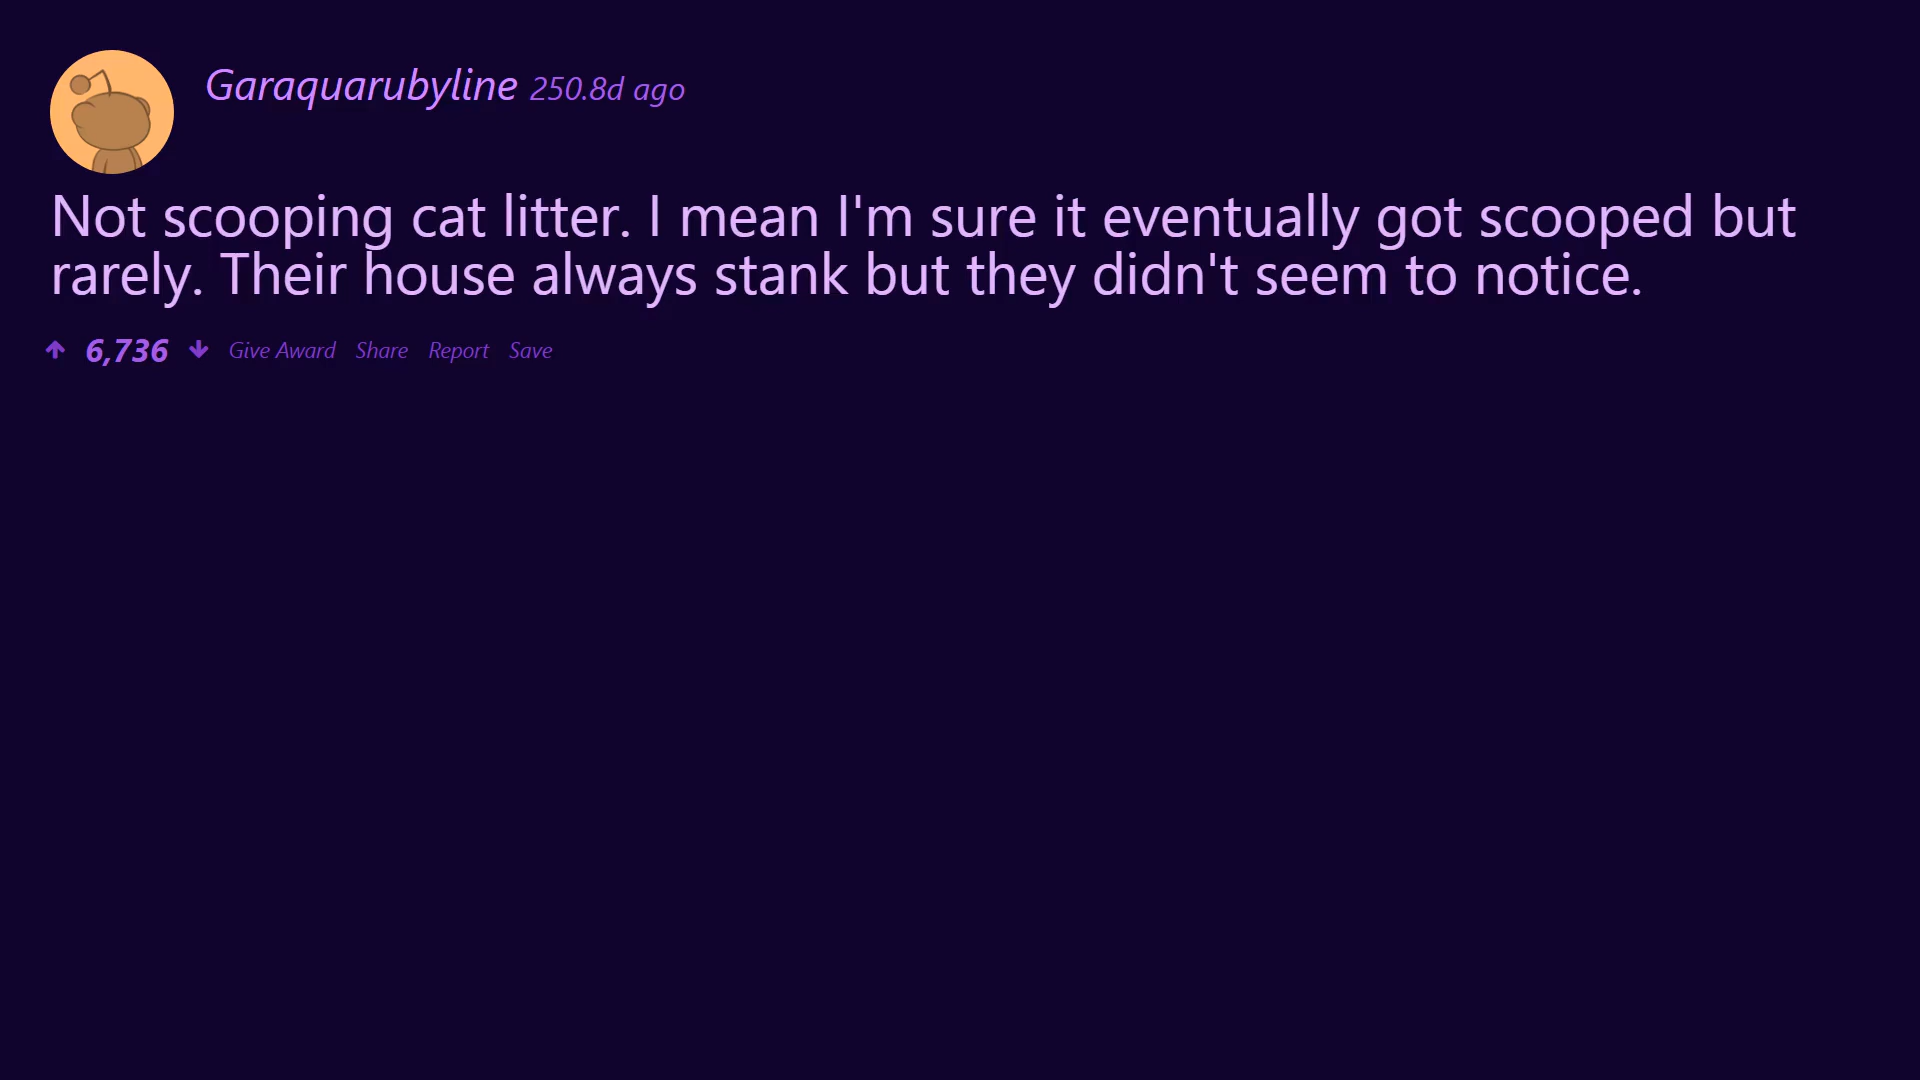 Garaquarubyline 250.8d ago
Not scooping cat litter. I mean I'm sure it eventually got scooped but
rarely. Their house always stank but they didn't seem to notice.
6,736 Give Award Share Report Save